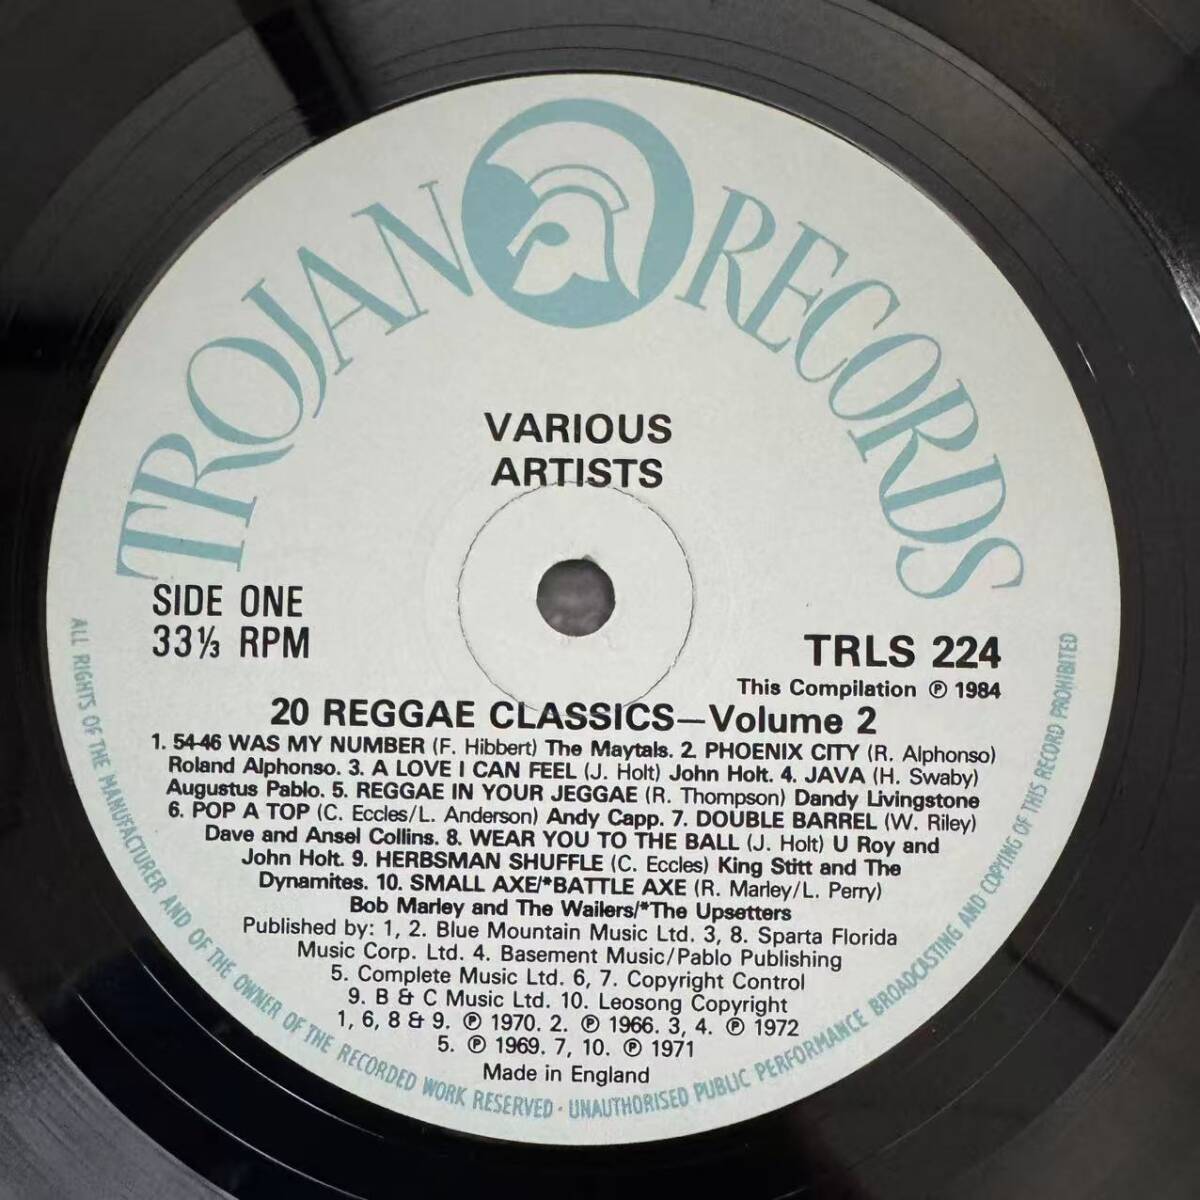 TROJAN RECORDS
VARIOUS
ARTISTS
SIDE ONE
33⅓ RPM
TRLS 224
This Compilation ℗ 1984
20 REGGAE CLASSICS—Volume 2
1. 54-46 WAS MY NUMBER (F. Hibbert) The Maytals. 2. PHOENIX CITY (R. Alphonso)
Roland Alphonso. 3. A LOVE I CAN FEEL (J. Holt) John Holt. 4. JAVA (H. Swaby)
Augustus Pablo. 5. REGGAE IN YOUR JEGGAE (R. Thompson) Dandy Livingstone
6. POP A TOP (C. Eccles/L. Anderson) Andy Capp. 7. DOUBLE BARREL (W. Riley)
Dave and Ansel Collins. 8. WEAR YOU TO THE BALL (J. Holt) U Roy and
John Holt. 9. HERBSMAN SHUFFLE (C. Eccles) King Stitt and The
Dynamites. 10. SMALL AXE/*BATTLE AXE (R. Marley/L. Perry)
Bob Marley and The Wailers/*The Upsetters
Published by: 1, 2. Blue Mountain Music Ltd. 3, 8. Sparta Florida
Music Corp. Ltd. 4. Basement Music/Pablo Publishing
5. Complete Music Ltd. 6, 7. Copyright Control
9. B & C Music Ltd. 10. Leosong Copyright
1, 6, 8 & 9. ℗ 1970. 2. ℗ 1966. 3, 4. ℗ 1972
5. ℗ 1969. 7, 10. ℗ 1971
Made in England
ALL RIGHTS OF THE MANUFACTURER AND OF THE OWNER OF THE RECORDED WORK RESERVED · UNAUTHORISED PUBLIC PERFORMANCE BROADCASTING AND COPYING OF THIS RECORD PROHIBITED